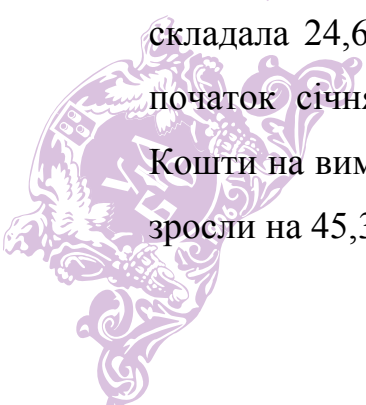 складала 24,6
початок січня
Кошти на вим
зросли на 45,3